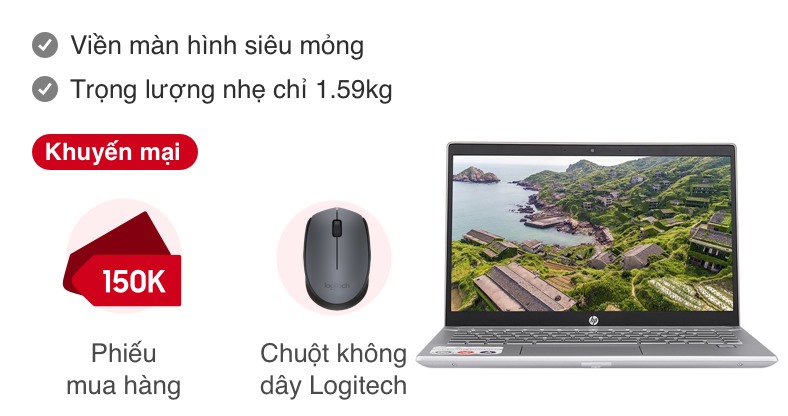 Viền màn hình siêu mỏng
Trọng lượng nhẹ chỉ 1.59kg
Khuyến mại
150K
logitech
hp
Phiếu
mua hàng
Chuột không
dây Logitech